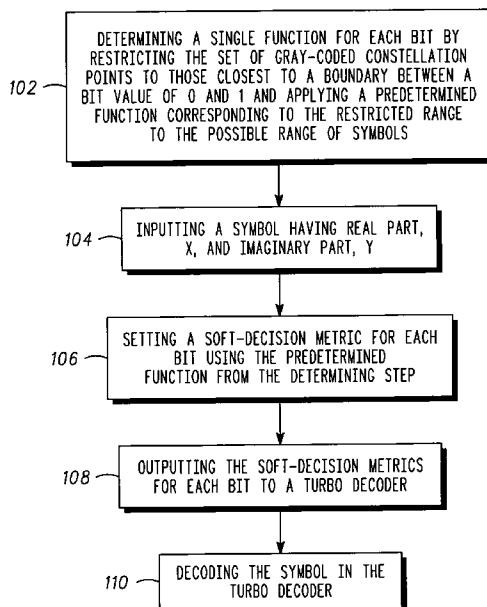 DETERMINING A SINGLE FUNCTION FOR EACH BIT BY
RESTRICTING THE SET OF GRAY-CODED CONSTELLATION
POINTS TO THOSE CLOSEST TO A BOUNDARY BETWEEN A
BIT VALUE OF 0 AND 1 AND APPLYING A PREDETERMINED
FUNCTION CORRESPONDING TO THE RESTRICTED RANGE
TO THE POSSIBLE RANGE OF SYMBOLS
102
INPUTTING A SYMBOL HAVING REAL PART,
X, AND IMAGINARY PART, Y
104
SETTING A SOFT-DECISION METRIC FOR EACH
BIT USING THE PREDETERMINED
FUNCTION FROM THE DETERMINING STEP
106
OUTPUTTING THE SOFT-DECISION METRICS
FOR EACH BIT TO A TURBO DECODER
108
DECODING THE SYMBOL IN THE
TURBO DECODER
110